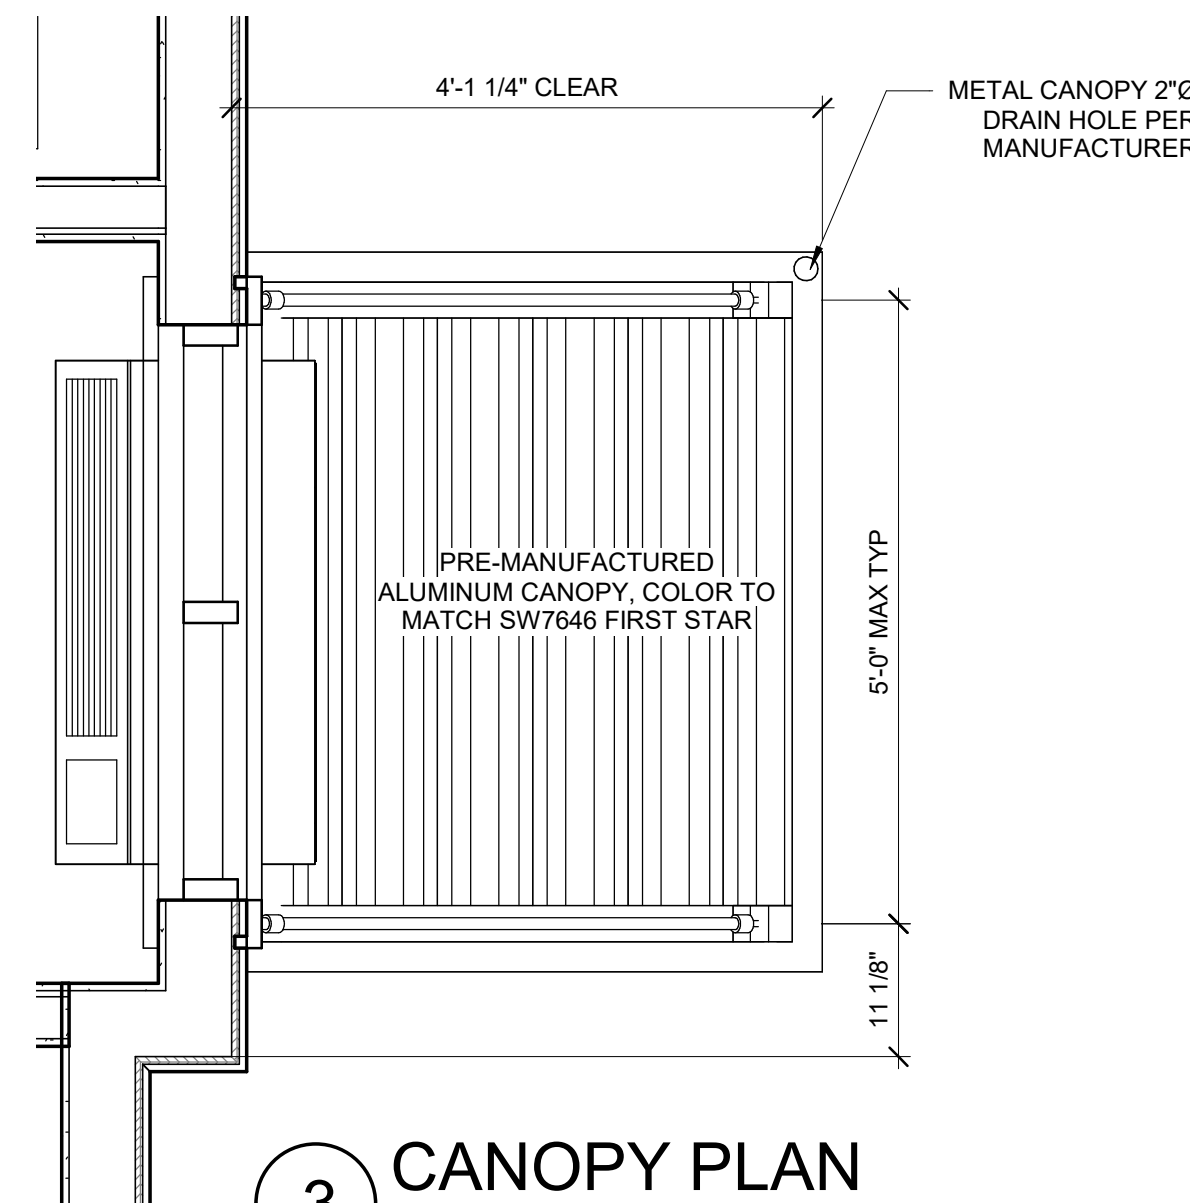 4'-1 1/4" CLEAR
METAL CANOPY 2"Ø
DRAIN HOLE PER
MANUFACTURER
PRE-MANUFACTURED
ALUMINUM CANOPY, COLOR TO
MATCH SW7646 FIRST STAR
5'-0" MAX TYP
11 1/8"
3
CANOPY PLAN